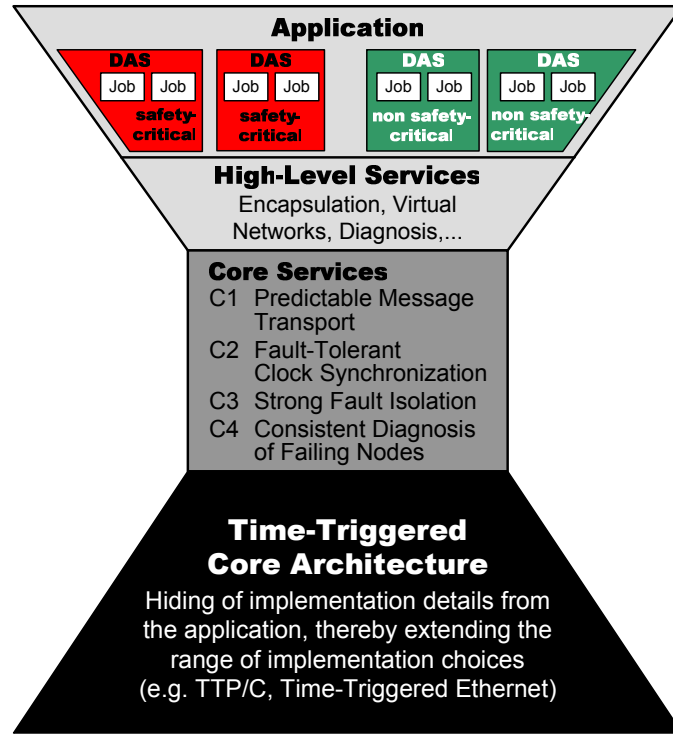 Application
DAS DAS DAS DAS
Job Job Job Job Job Job Job Job
safety- safety- non safety- non safety-
critical critical critical critical
High-Level Services
Encapsulation, Virtual
Networks, Diagnosis,...
Core Services
C1 Predictable Message
Transport
C2 Fault-Tolerant
Clock Synchronization
C3 Strong Fault Isolation
C4 Consistent Diagnosis
of Failing Nodes
Time-Triggered
Core Architecture
Hiding of implementation details from
the application, thereby extending the
range of implementation choices
(e.g. TTP/C, Time-Triggered Ethernet)